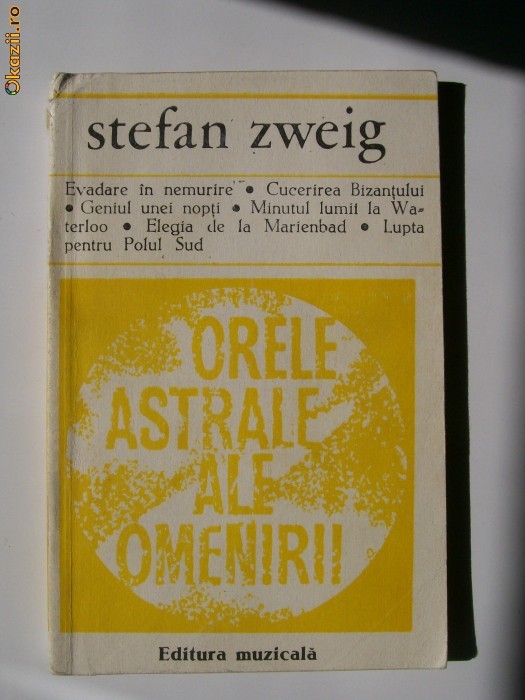 Okazii.ro
stefan zweig
Evadare în nemurire • Cucerirea Bizanțului
• Geniul unei nopți • Minutul lumii la Wa-
terloo • Elegia de la Marienbad • Lupta
pentru Polul Sud
ORELE
ASTRALE
ALE
OMENIRII
Editura muzicală